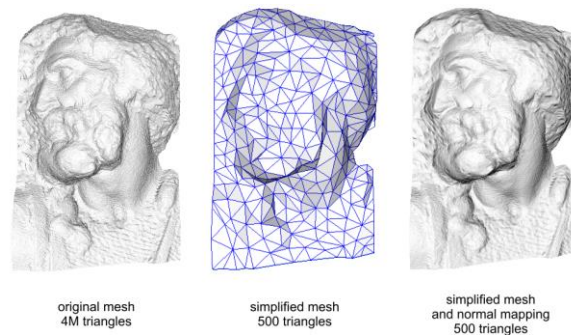 original mesh
4M triangles
simplified mesh
500 triangles
simplified mesh
and normal mapping
500 triangles